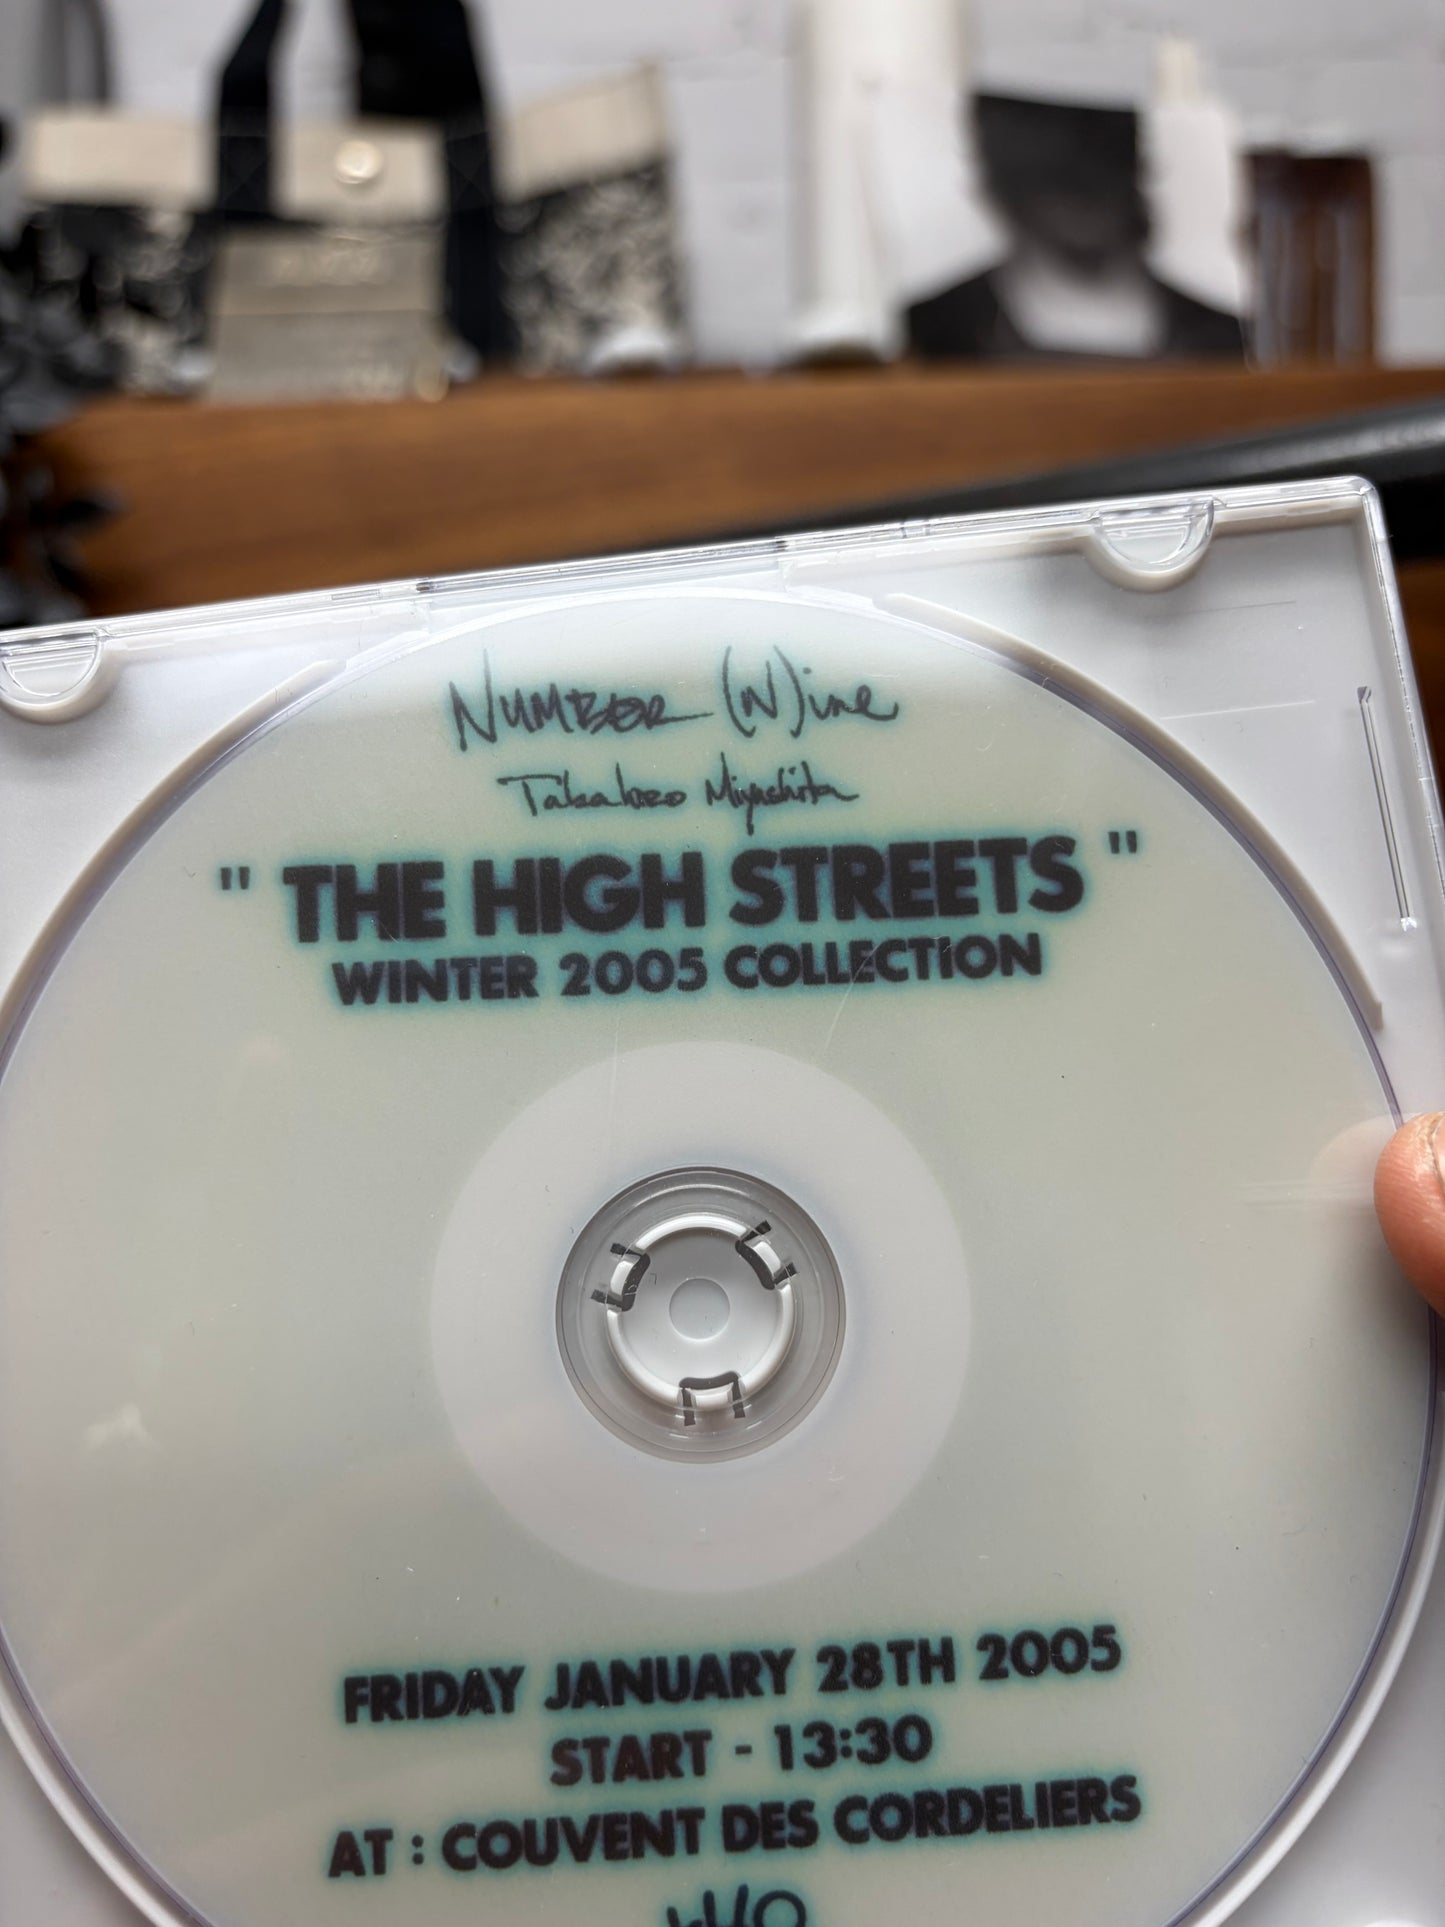 NUMBER (N)ine
Takahiro Miyashita
" THE HIGH STREETS "
WINTER 2005 COLLECTION
FRIDAY JANUARY 28TH 2005
START - 13:30
AT : COUVENT DES CORDELIERS